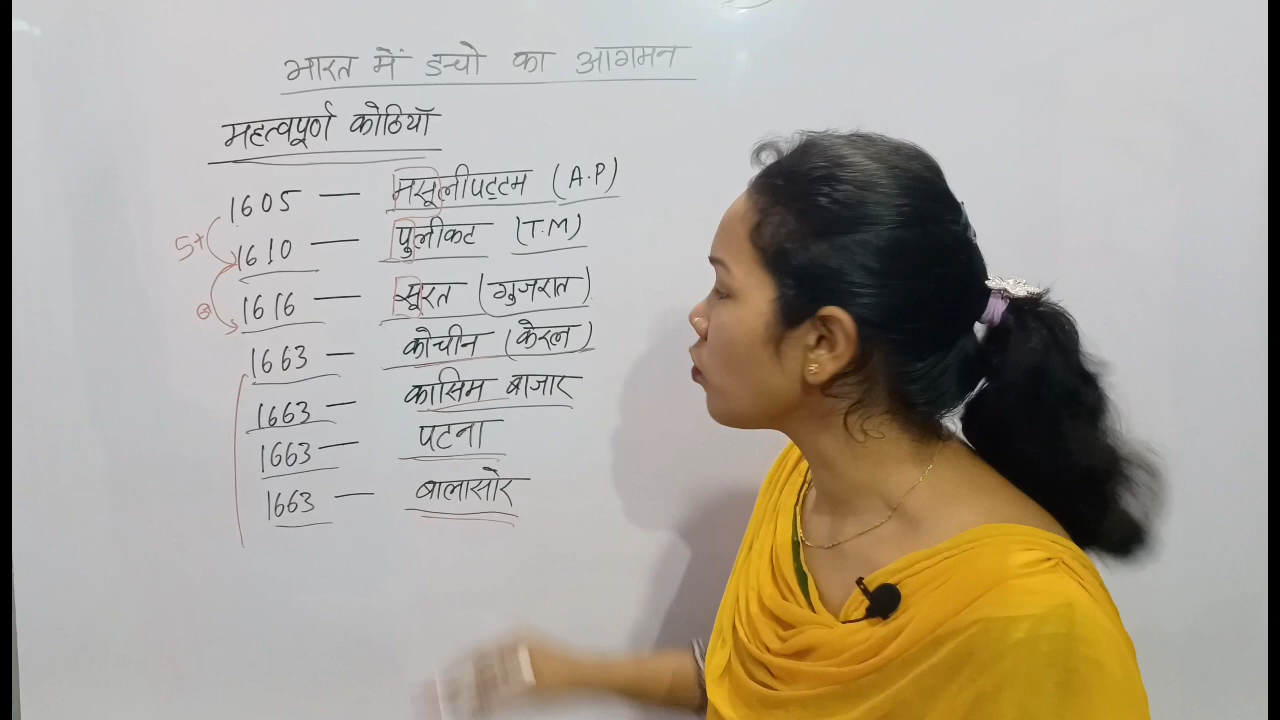 भारत में डचो का आगमन
महत्वपूर्ण कोठियाँ
1605 — मसूलीपट्टम (A.P)
5+
1610 — पुलीकट (T.M)
6
1616 — सूरत (गुजरात)
1663 — कोचीन (केरल)
1663 — कासिम बाजार
1663 — पटना
1663 — बालासोर